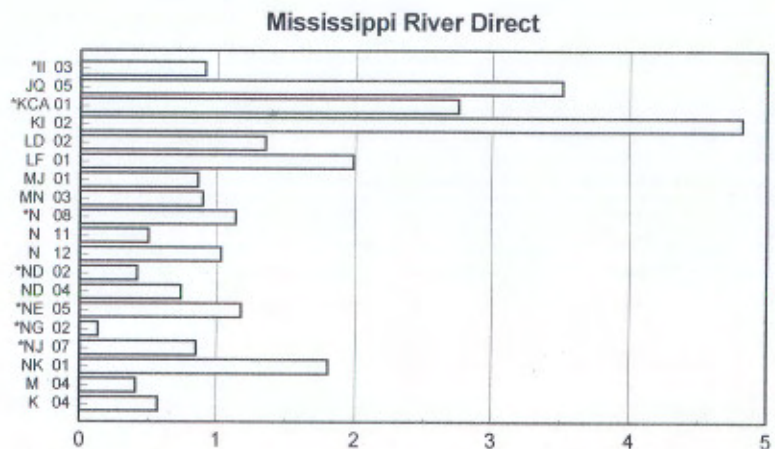 Mississippi River Direct
*II 03
JQ 05
*KCA 01
KI 02
LD 02
LF 01
MJ 01
MN 03
*N 08
N 11
N 12
*ND 02
ND 04
*NE 05
*NG 02
*NJ 07
NK 01
M 04
K 04
0 1 2 3 4 5